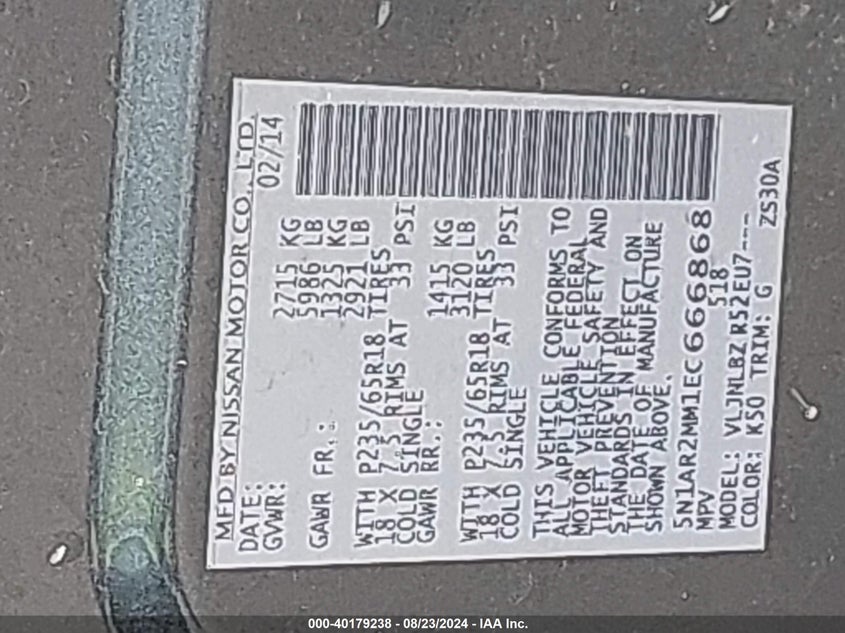 MFD BY NISSAN MOTOR CO., LTD.
DATE: 02/14
GVWR: 2715 KG
5986 LB
GAWR FR.: 1325 KG
2921 LB
WITH P235/65R18 TIRES
18 X 7.5 RIMS AT 33 PSI
COLD SINGLE
GAWR RR.: 1415 KG
3120 LB
WITH P235/65R18 TIRES
18 X 7.5 RIMS AT 33 PSI
COLD SINGLE
THIS VEHICLE CONFORMS TO
ALL APPLICABLE FEDERAL
MOTOR VEHICLE SAFETY AND
THEFT PREVENTION
STANDARDS IN EFFECT ON
THE DATE OF MANUFACTURE
SHOWN ABOVE.
5N1AR2MM1EC666868
MPV 518
MODEL: VLJNLBZ R52EU7---
COLOR: K50 TRIM: G ZS30A
000-40179238 - 08/23/2024 - IAA Inc.